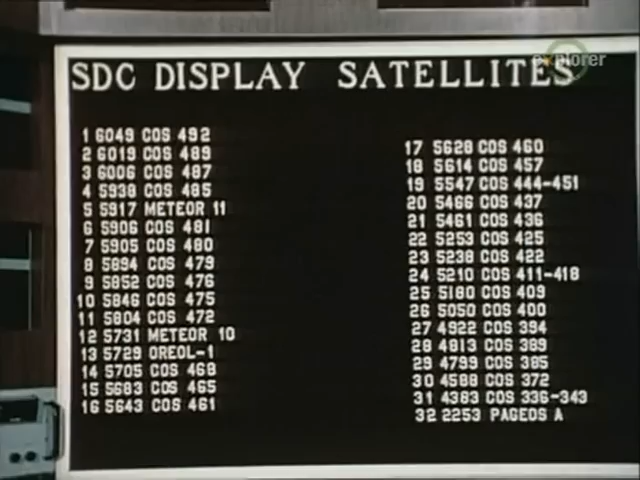 explorer
SDC DISPLAY SATELLITES
1 6049 COS 492
2 6019 COS 489
3 6006 COS 487
4 5938 COS 485
5 5917 METEOR 11
6 5906 COS 481
7 5905 COS 480
8 5894 COS 479
9 5852 COS 476
10 5846 COS 475
11 5804 COS 472
12 5731 METEOR 10
13 5729 OREOL-1
14 5705 COS 468
15 5683 COS 465
16 5643 COS 461
17 5628 COS 460
18 5614 COS 457
19 5547 COS 444-451
20 5466 COS 437
21 5461 COS 436
22 5253 COS 425
23 5238 COS 422
24 5210 COS 411-418
25 5180 COS 409
26 5050 COS 400
27 4922 COS 394
28 4813 COS 389
29 4799 COS 385
30 4588 COS 372
31 4383 COS 336-343
32 2253 PAGEOS A